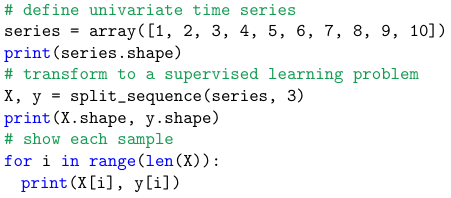 # define univariate time series
series = array([1, 2, 3, 4, 5, 6, 7, 8, 9, 10])
print(series.shape)
# transform to a supervised learning problem
X, y = split_sequence(series, 3)
print(X.shape, y.shape)
# show each sample
for i in range(len(X)):
  print(X[i], y[i])